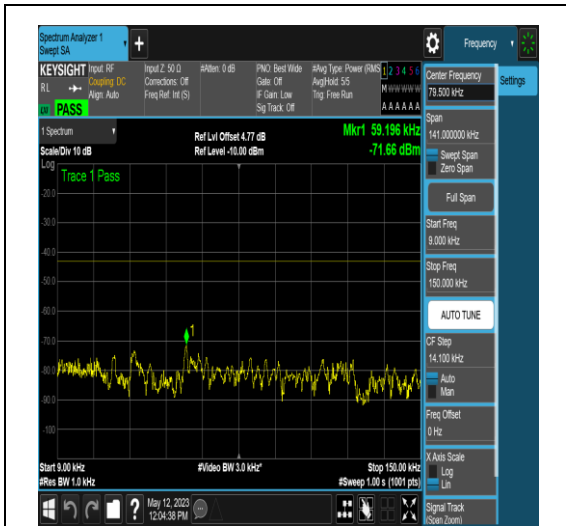 Spectrum Analyzer 1
Swept SA
+
Frequency
KEYSIGHT
Input: RF
Coupling: DC
Align: Auto
Input Z: 50 Ω
Corrections: Off
Freq Ref: Int (S)
#Atten: 0 dB
PNO: Best Wide
Gate: Off
IF Gain: Low
Sig Track: Off
#Avg Type: Power (RMS)
Avg|Hold: 5/5
Trig: Free Run
1 2 3 4 5 6
M W W W W W
A A A A A A
RL
PASS
1 Spectrum
Scale/Div 10 dB
Ref Lvl Offset 4.77 dB
Ref Level -10.00 dBm
Mkr1 59.196 kHz
-71.66 dBm
Log
Trace 1 Pass
-20.0
-30.0
-40.0
-50.0
-60.0
-70.0
-80.0
-90.0
-100
1
Start 9.00 kHz
#Res BW 1.0 kHz
#Video BW 3.0 kHz*
Stop 150.00 kHz
#Sweep 1.00 s (1001 pts)
May 12, 2023
12:04:38 PM
?
Center Frequency
79.500 kHz
Settings
Span
141.000000 kHz
Swept Span
Zero Span
Full Span
Start Freq
9.000 kHz
Stop Freq
150.000 kHz
AUTO TUNE
CF Step
14.100 kHz
Auto
Man
Freq Offset
0 Hz
X Axis Scale
Log
Lin
Signal Track
(Span Zoom)